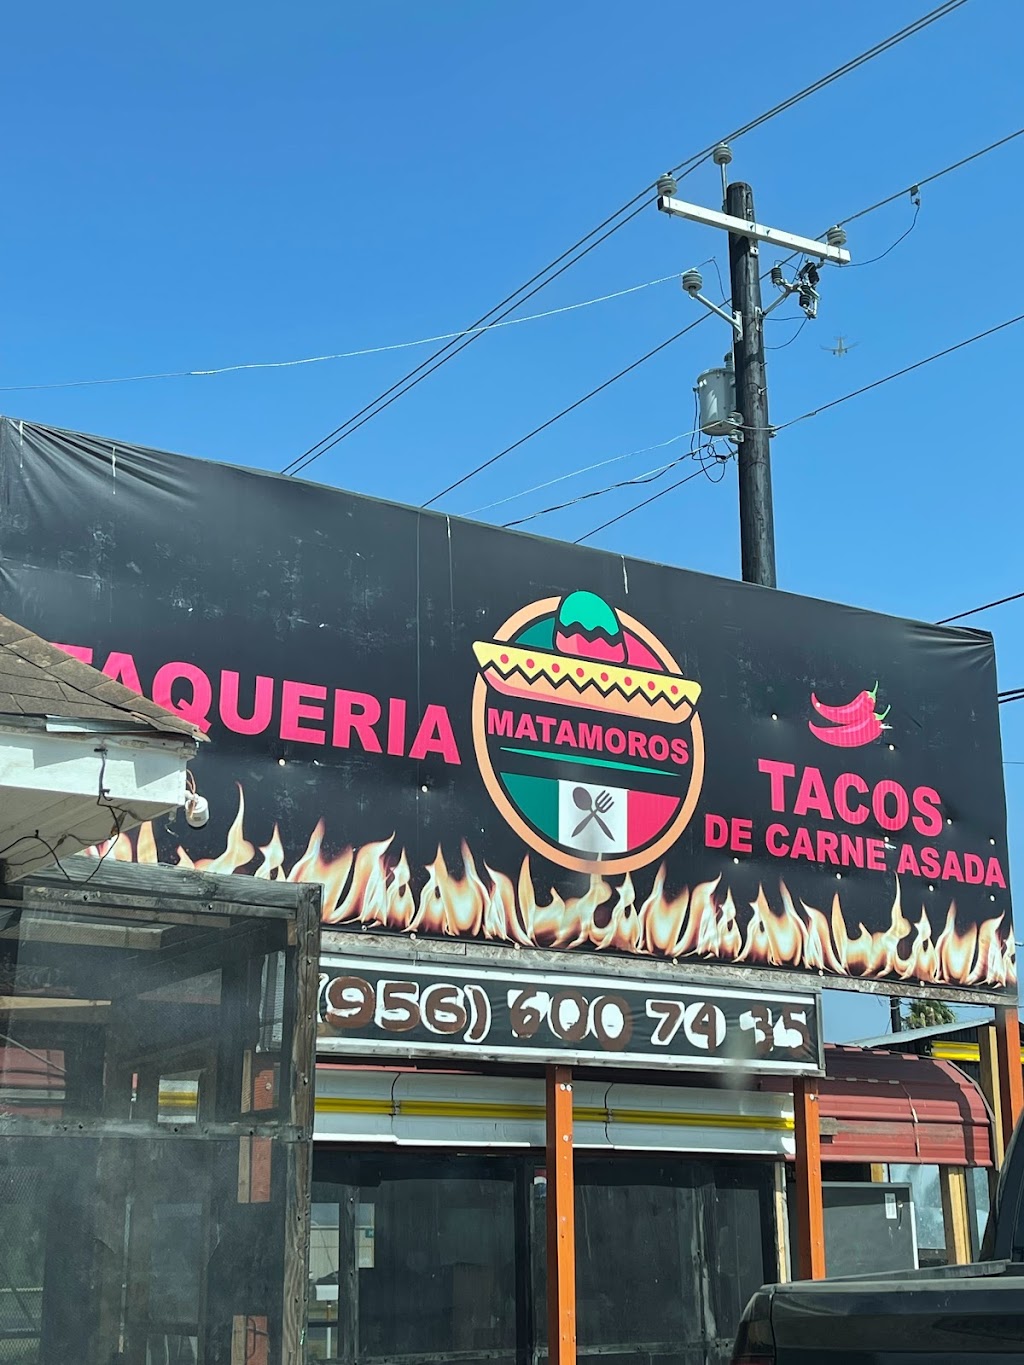 TAQUERIA
MATAMOROS
TACOS
DE CARNE ASADA
(956) 600 74 35